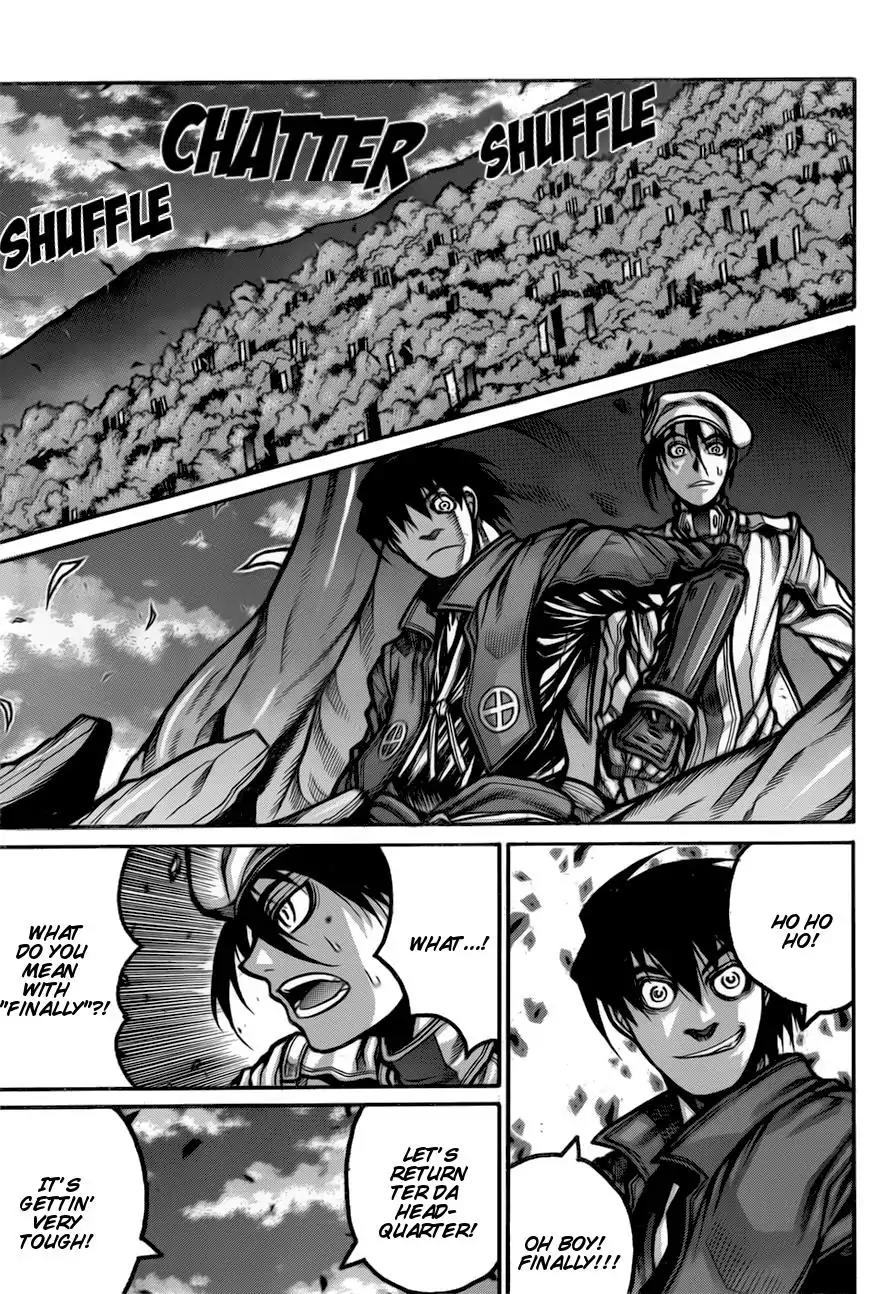 SHUFFLE
CHATTER
SHUFFLE
HO HO
HO!
OH BOY!
FINALLY!!!
WHAT...!
WHAT
DO YOU
MEAN
WITH
"FINALLY"?!
LET'S
RETURN
TER DA
HEAD-
QUARTER!
IT'S
GETTIN'
VERY
TOUGH!